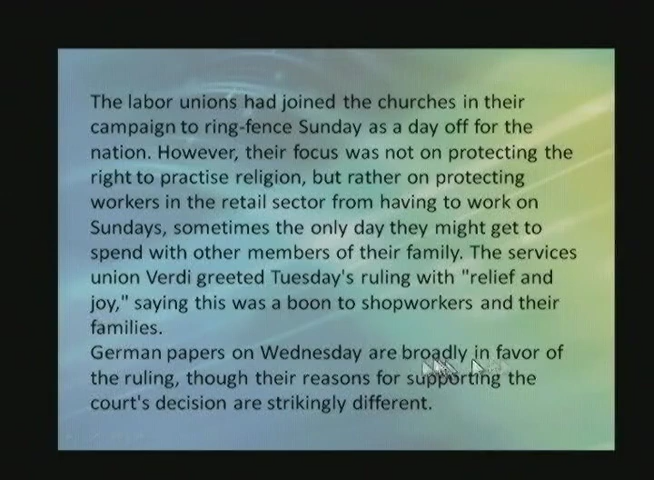 The labor unions had joined the churches in their
campaign to ring-fence Sunday as a day off for the
nation. However, their focus was not on protecting the
right to practise religion, but rather on protecting
workers in the retail sector from having to work on
Sundays, sometimes the only day they might get to
spend with other members of their family. The services
union Verdi greeted Tuesday's ruling with "relief and
joy," saying this was a boon to shopworkers and their
families.
German papers on Wednesday are broadly in favor of
the ruling, though their reasons for supporting the
court's decision are strikingly different.